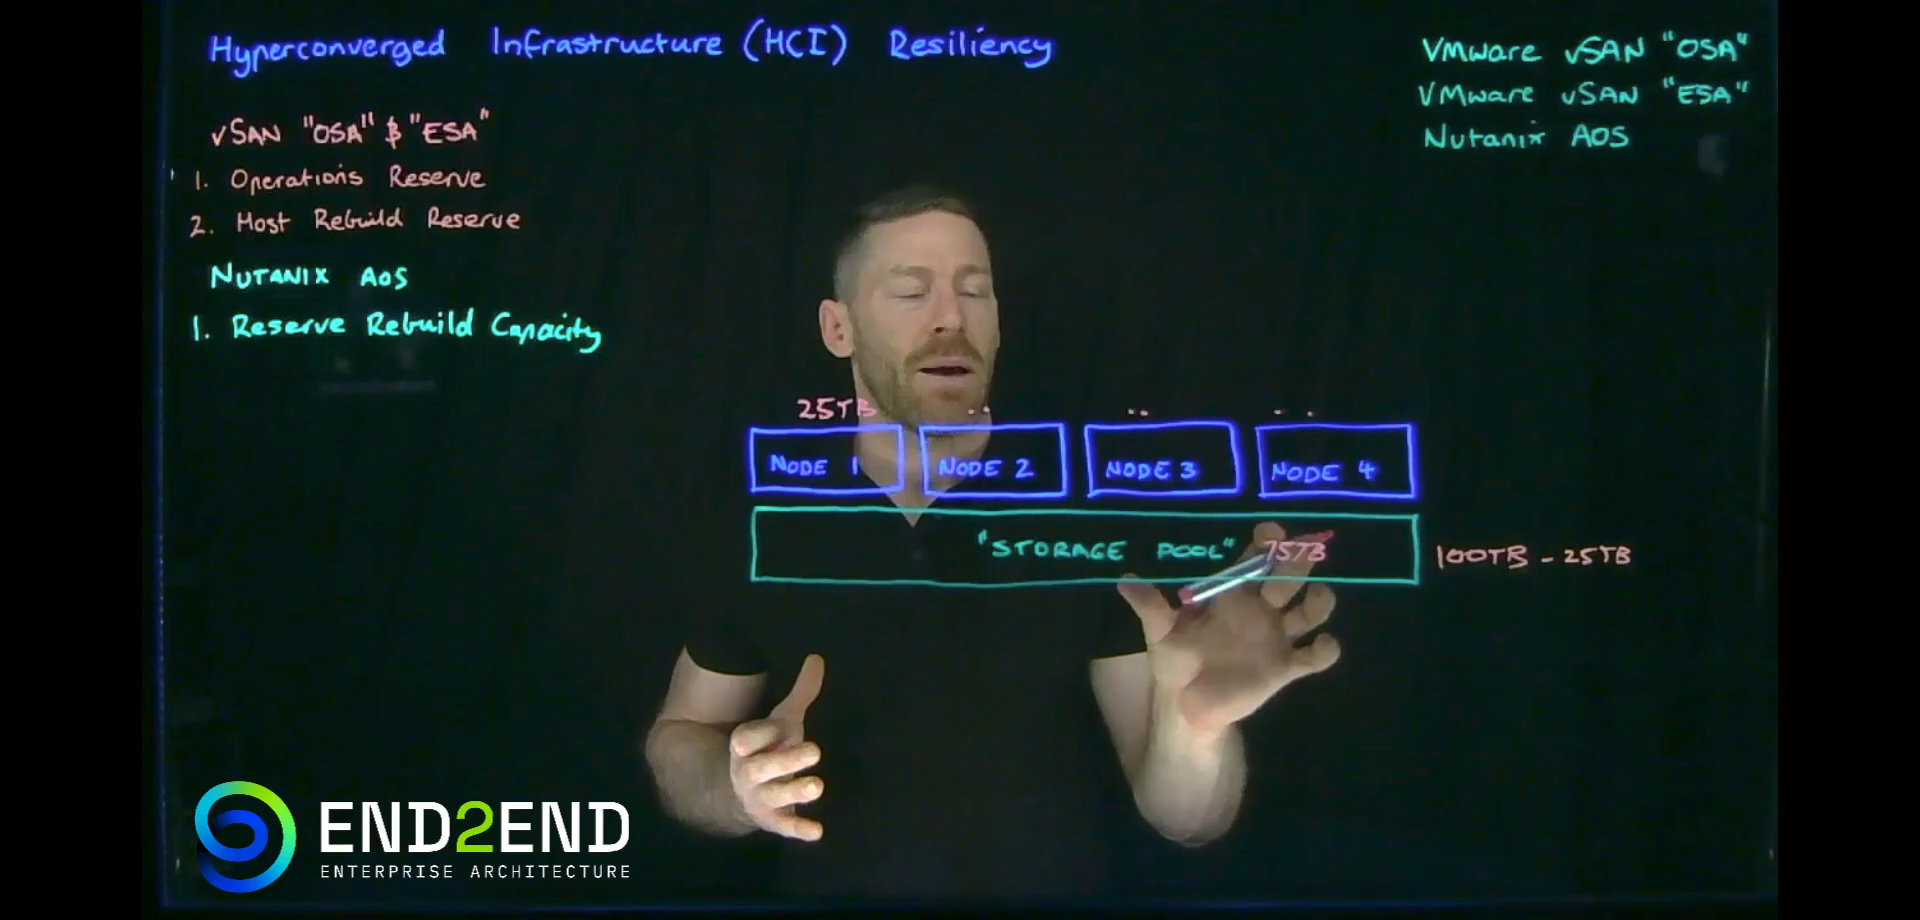 Hyperconverged Infrastructure (HCI) Resiliency
VMware vSAN "OSA"
VMware vSAN "ESA"
Nutanix AOS
vSAN "OSA" & "ESA"
1. Operations Reserve
2. Host Rebuild Reserve
NUTANIX AOS
1. Reserve Rebuild Capacity
25TB
NODE 1 NODE 2 NODE 3 NODE 4
"STORAGE POOL" 75TB
100TB - 25TB
END2END
ENTERPRISE ARCHITECTURE